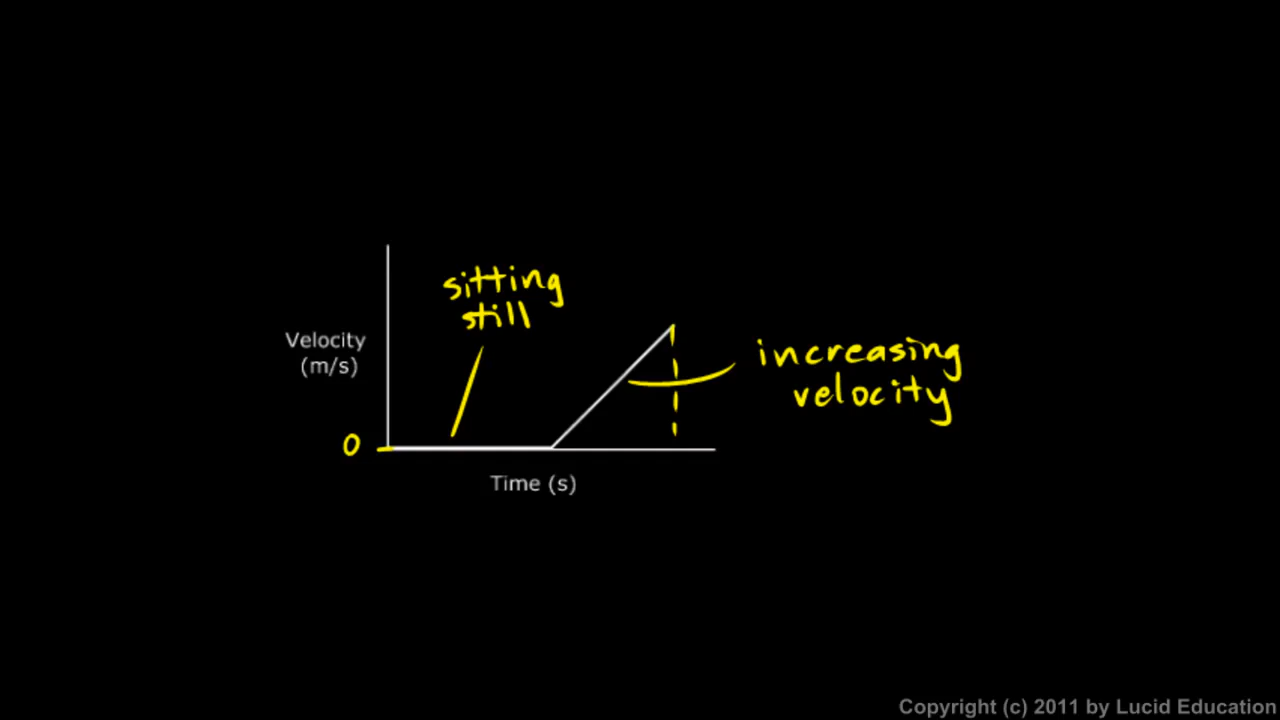 sitting
still
Velocity
(m/s)
increasing
velocity
0
Time (s)
Copyright (c) 2011 by Lucid Education